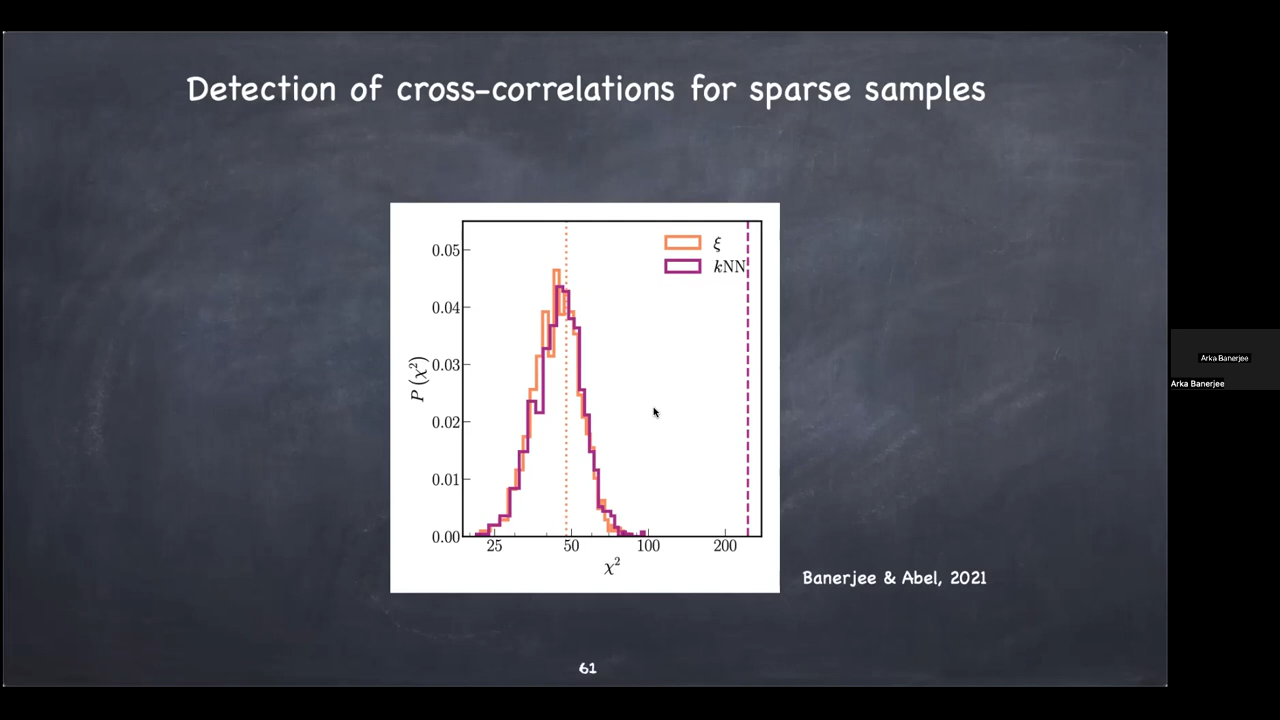 Detection of cross-correlations for sparse samples
ξ
kNN
0.05
0.04
0.03
0.02
0.01
0.00
P (χ²)
25 50 100 200
χ²
Banerjee & Abel, 2021
61
Arka Banerjee
Arka Banerjee